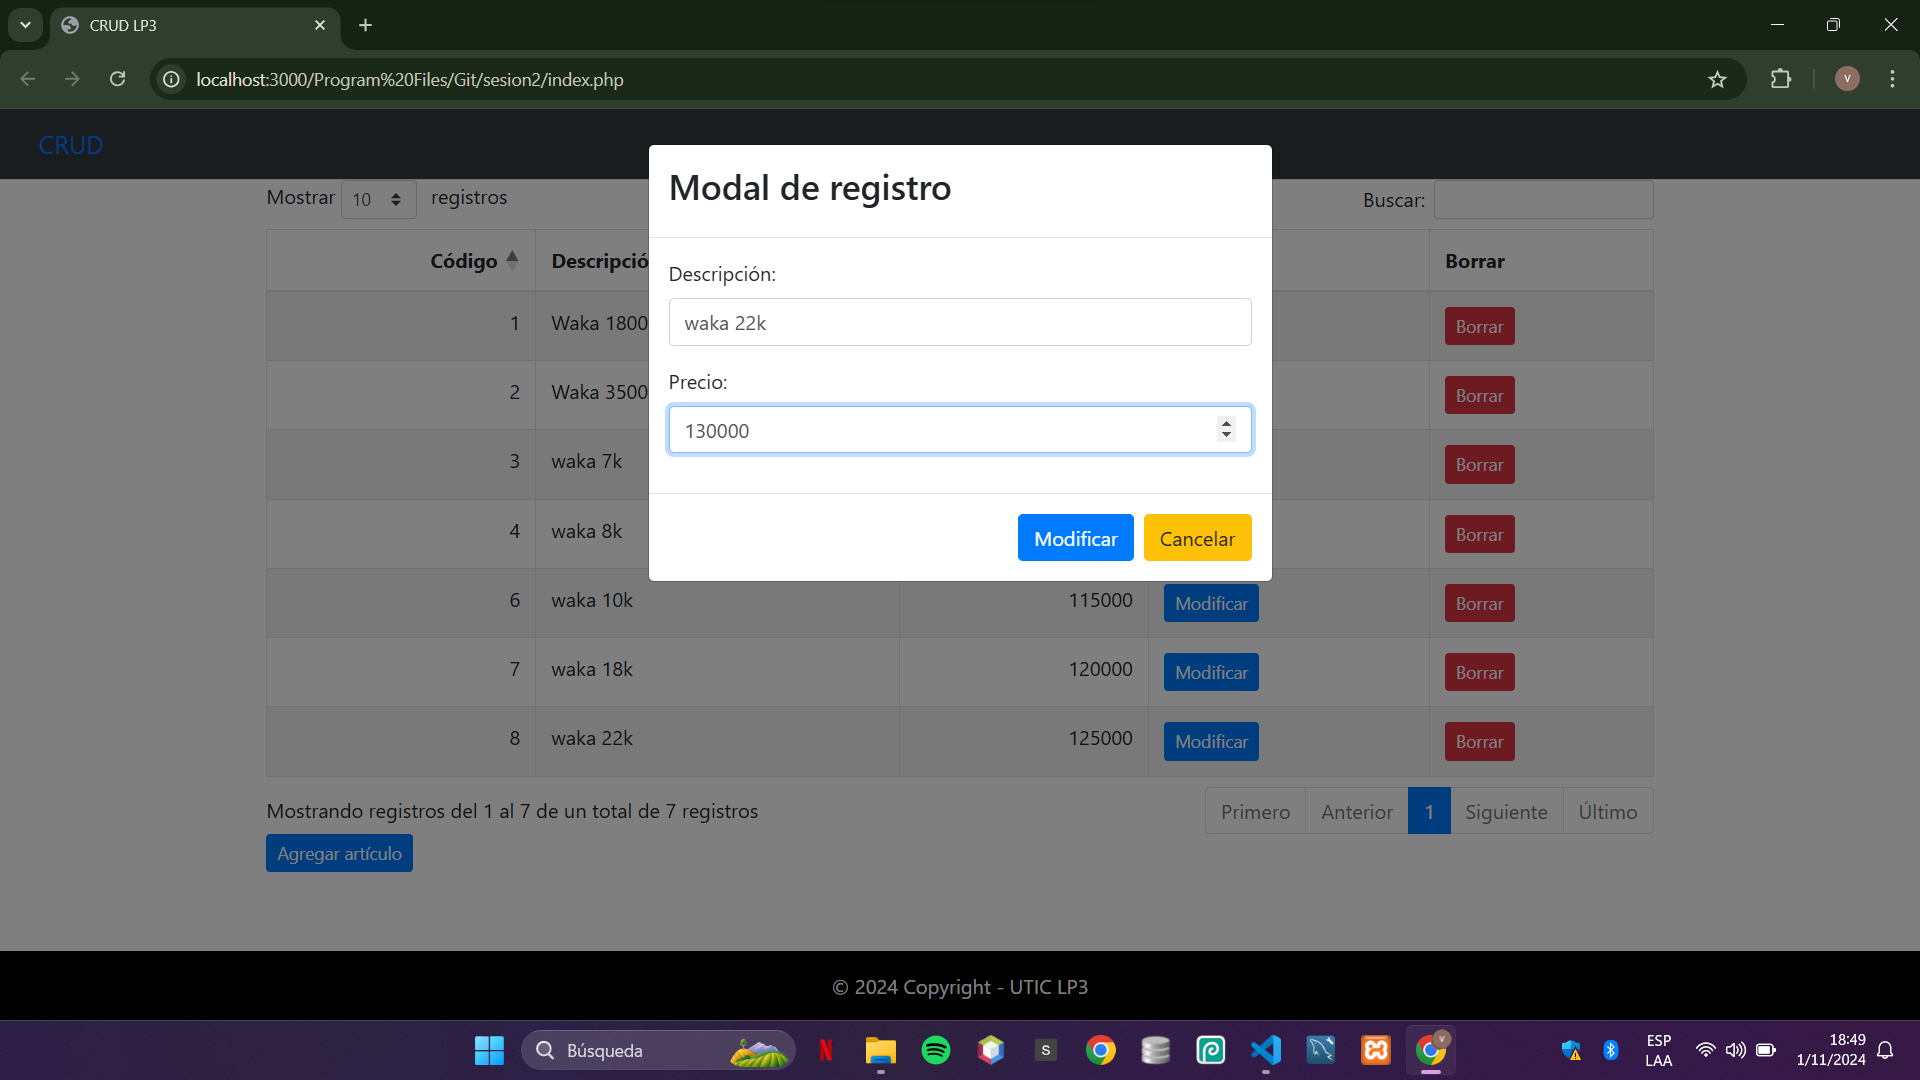 CRUD LP3
localhost:3000/Program%20Files/Git/sesion2/index.php
V
CRUD
Mostrar 10 registros
Buscar:
Modal de registro
Descripción:
waka 22k
Precio:
130000
Modificar Cancelar
Código Descripció Borrar
1 Waka 1800 Borrar
2 Waka 3500 Borrar
3 waka 7k Borrar
4 waka 8k Borrar
6 waka 10k 115000 Modificar Borrar
7 waka 18k 120000 Modificar Borrar
8 waka 22k 125000 Modificar Borrar
Mostrando registros del 1 al 7 de un total de 7 registros
Primero Anterior 1 Siguiente Último
Agregar artículo
© 2024 Copyright - UTIC LP3
Búsqueda
N
S
V
ESP
LAA
18:49
1/11/2024